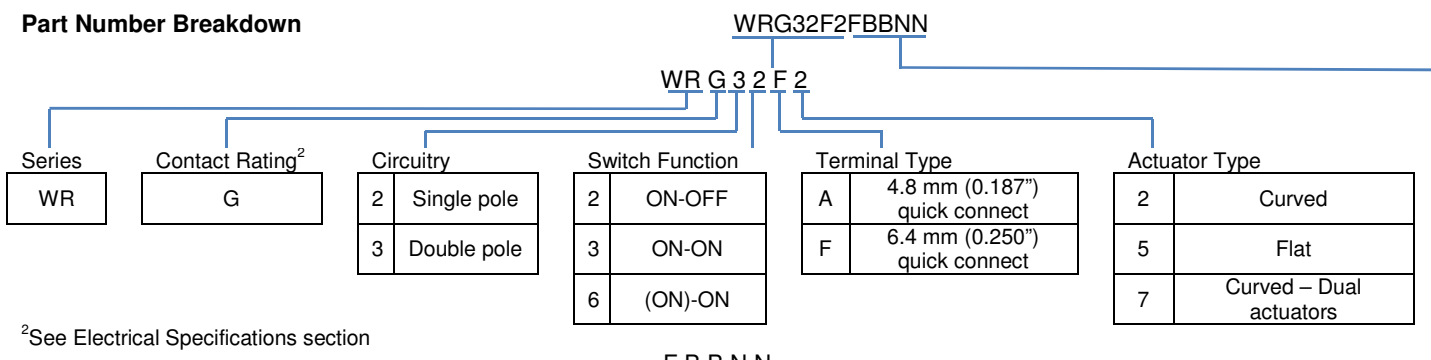 Part Number Breakdown
WRG32F2FBBNN
WR G 3 2 F 2
Series
WR
Contact Rating²
G
Circuitry
2 Single pole
3 Double pole
Switch Function
2 ON-OFF
3 ON-ON
6 (ON)-ON
Terminal Type
A 4.8 mm (0.187”)
quick connect
F 6.4 mm (0.250”)
quick connect
Actuator Type
2 Curved
5 Flat
7 Curved – Dual
actuators
²See Electrical Specifications section
F B B N N